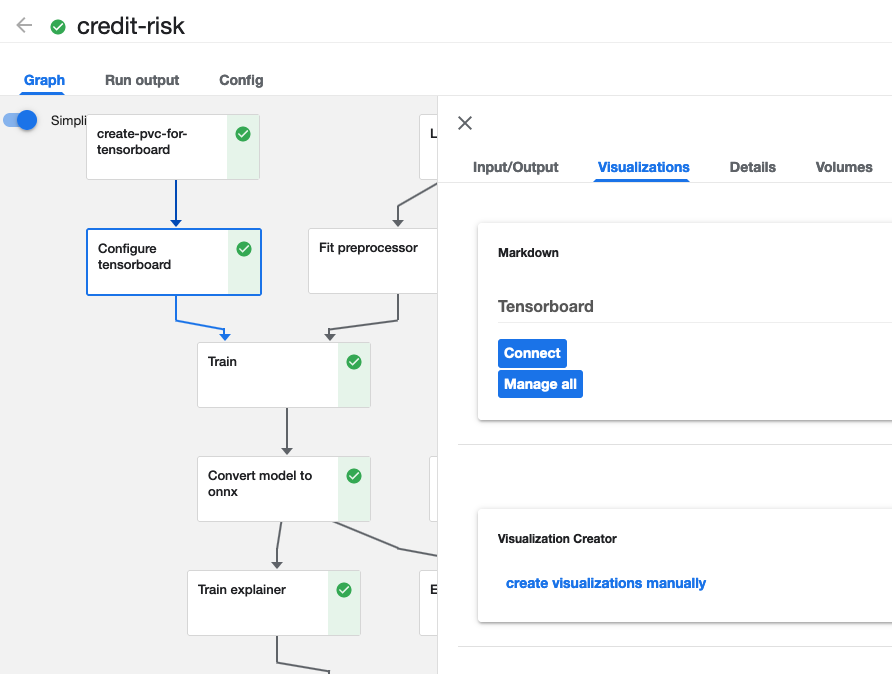 credit-risk
Graph
Run output
Config
Simpli
create-pvc-for-
tensorboard
L
Configure
tensorboard
Fit preprocessor
Train
Convert model to
onnx
Train explainer
E
Input/Output
Visualizations
Details
Volumes
Markdown
Tensorboard
Connect
Manage all
Visualization Creator
create visualizations manually